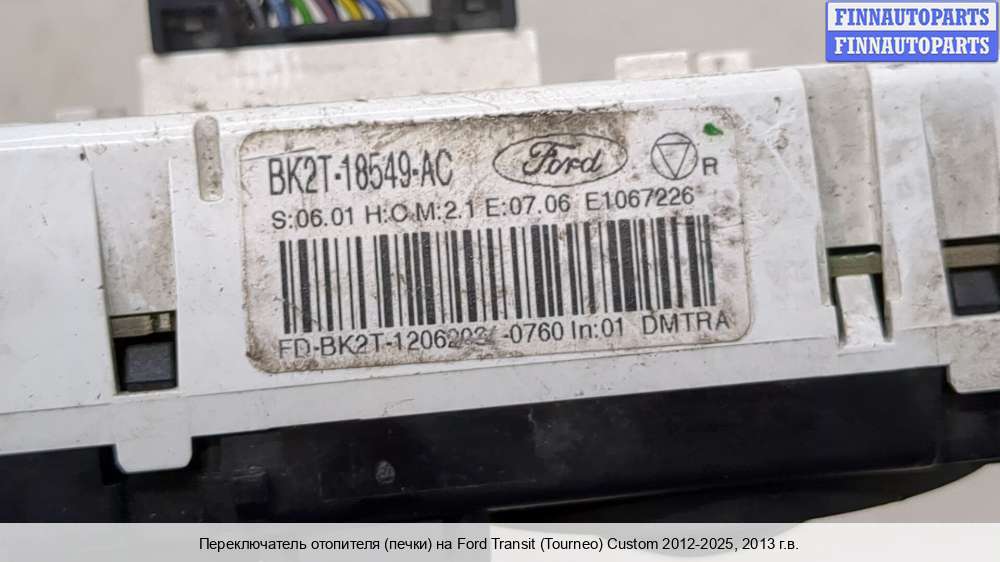 FINNAUTOPARTS
FINNAUTOPARTS
BK2T-18549-AC
Ford
R
S:06.01 H:C M:2.1 E:07.06 E1067226
0760 In:01 DMTRA
Переключатель отопителя (печки) на Ford Transit (Tourneo) Custom 2012-2025, 2013 г.в.